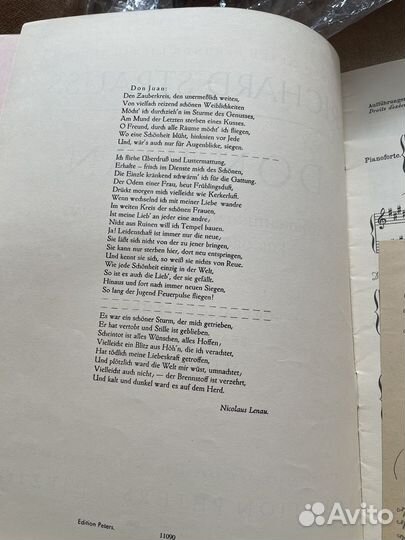 Don Juan:
Den Zauberkreis, den unermeßlich weiten,
Von vielfach reizend schönen Weiblichkeiten
Möcht' ich durchzieh'n im Sturme des Genusses,
Am Mund der Letzten sterben eines Kusses.
O Freund, durch alle Räume möcht' ich fliegen,
Wo eine Schönheit blüht, hinknien vor Jede
Und, wär's auch nur für Augenblicke, siegen.
Ich fliehe Überdruß und Lustermattung,
Erhalte – frisch im Dienste mich des Schönen,
Die Einzle kränkend schwärm' ich für die Gattung.
Der Odem einer Frau, heut Frühlingsduft,
Drückt morgen mich vielleicht wie Kerkerluft.
Wenn wechselnd ich mit meiner Liebe wandre
Im weiten Kreis der schönen Frauen,
Ist meine Lieb' an jeder eine andre,
Nicht aus Ruinen will ich Tempel bauen.
Ja! Leidenschaft ist immer nur die neue;
Sie läßt sich nicht von der zu jener bringen,
Sie kann nur sterben hier, dort neu entspringen,
Und kennt sie sich, so weiß sie nichts von Reue.
Wie jede Schönheit einzig in der Welt,
So ist es auch die Lieb', der sie gefällt.
Hinaus und fort nach immer neuen Siegen,
So lang der Jugend Feuerpulse fliegen!
Es war ein schöner Sturm, der mich getrieben,
Er hat vertobt und Stille ist geblieben.
Scheintot ist alles Wünschen, alles Hoffen;
Vielleicht ein Blitz aus Höh'n, die ich verachtet,
Hat tödlich meine Liebeskraft getroffen,
Und plötzlich ward die Welt mir wüst, umnachtet;
Vielleicht auch nicht; — der Brennstoff ist verzehrt,
Und kalt und dunkel ward es auf dem Herd.
Nicolaus Lenau.
Edition Peters.
11090
Aufführungs
Droits d'exéc
Pianoforte.
Avito